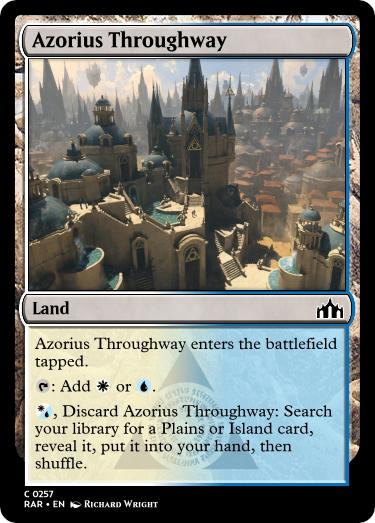 Azorius Throughway
Land
Azorius Throughway enters the battlefield
tapped.
: Add or .
, Discard Azorius Throughway: Search
your library for a Plains or Island card,
reveal it, put it into your hand, then
shuffle.
C 0257
RAR • EN Richard Wright